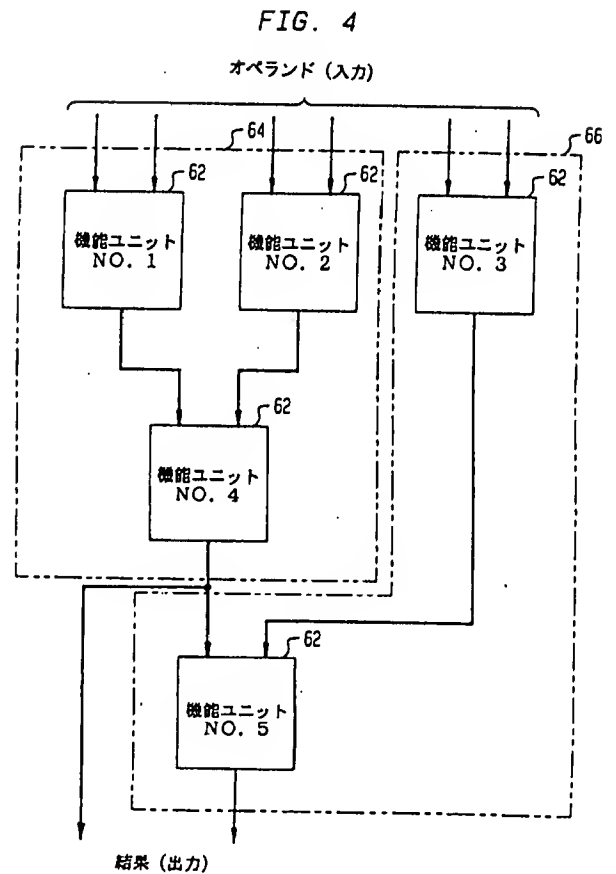 FIG. 4
オペランド (入力)
64
66
62
62
62
機能ユニット
NO. 1
機能ユニット
NO. 2
機能ユニット
NO. 3
62
機能ユニット
NO. 4
62
機能ユニット
NO. 5
結果 (出力)